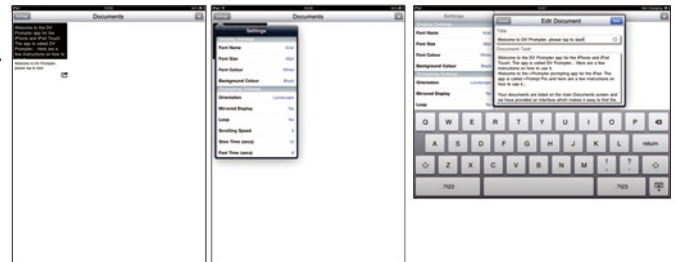 Documents
Welcome to the DV
Prompter app for the
iPhone and iPod Touch.
The app is called DV
Prompter... Here are a
few instructions on how to
Welcome to DV Prompter,
please tap to start
Documents
Settings
Font Name
Arial
Font Size
Font Colour
White
Background Colour
Black
Orientation
Landscape
Mirrored Display
No
Loop
No
Scrolling Speed
Slow Time (secs)
Fast Time (secs)
Settings
Font Name
Font Size
Font Colour
Background Colour
Orientation
Mirrored Display
Loop
Edit Document
Title:
Welcome to DV Prompter, please tap to start
Document Text:
Welcome to the DV Prompter app for the iPhone and iPod
Touch. The app is called DV Prompter... Here are a few
instructions on how to use it.
Welcome to the i-Prompt prompting app for the iPad. The
app is called i-Prompt Pro and here are a few instructions on
how to use it...
Your documents are listed on the main Documents screen and
we have provided an interface which makes it easy to find the
Q W E R T Y U I O P
A S D F G H J K L return
Z X C V B N M ! , ? .
.?123 .?123